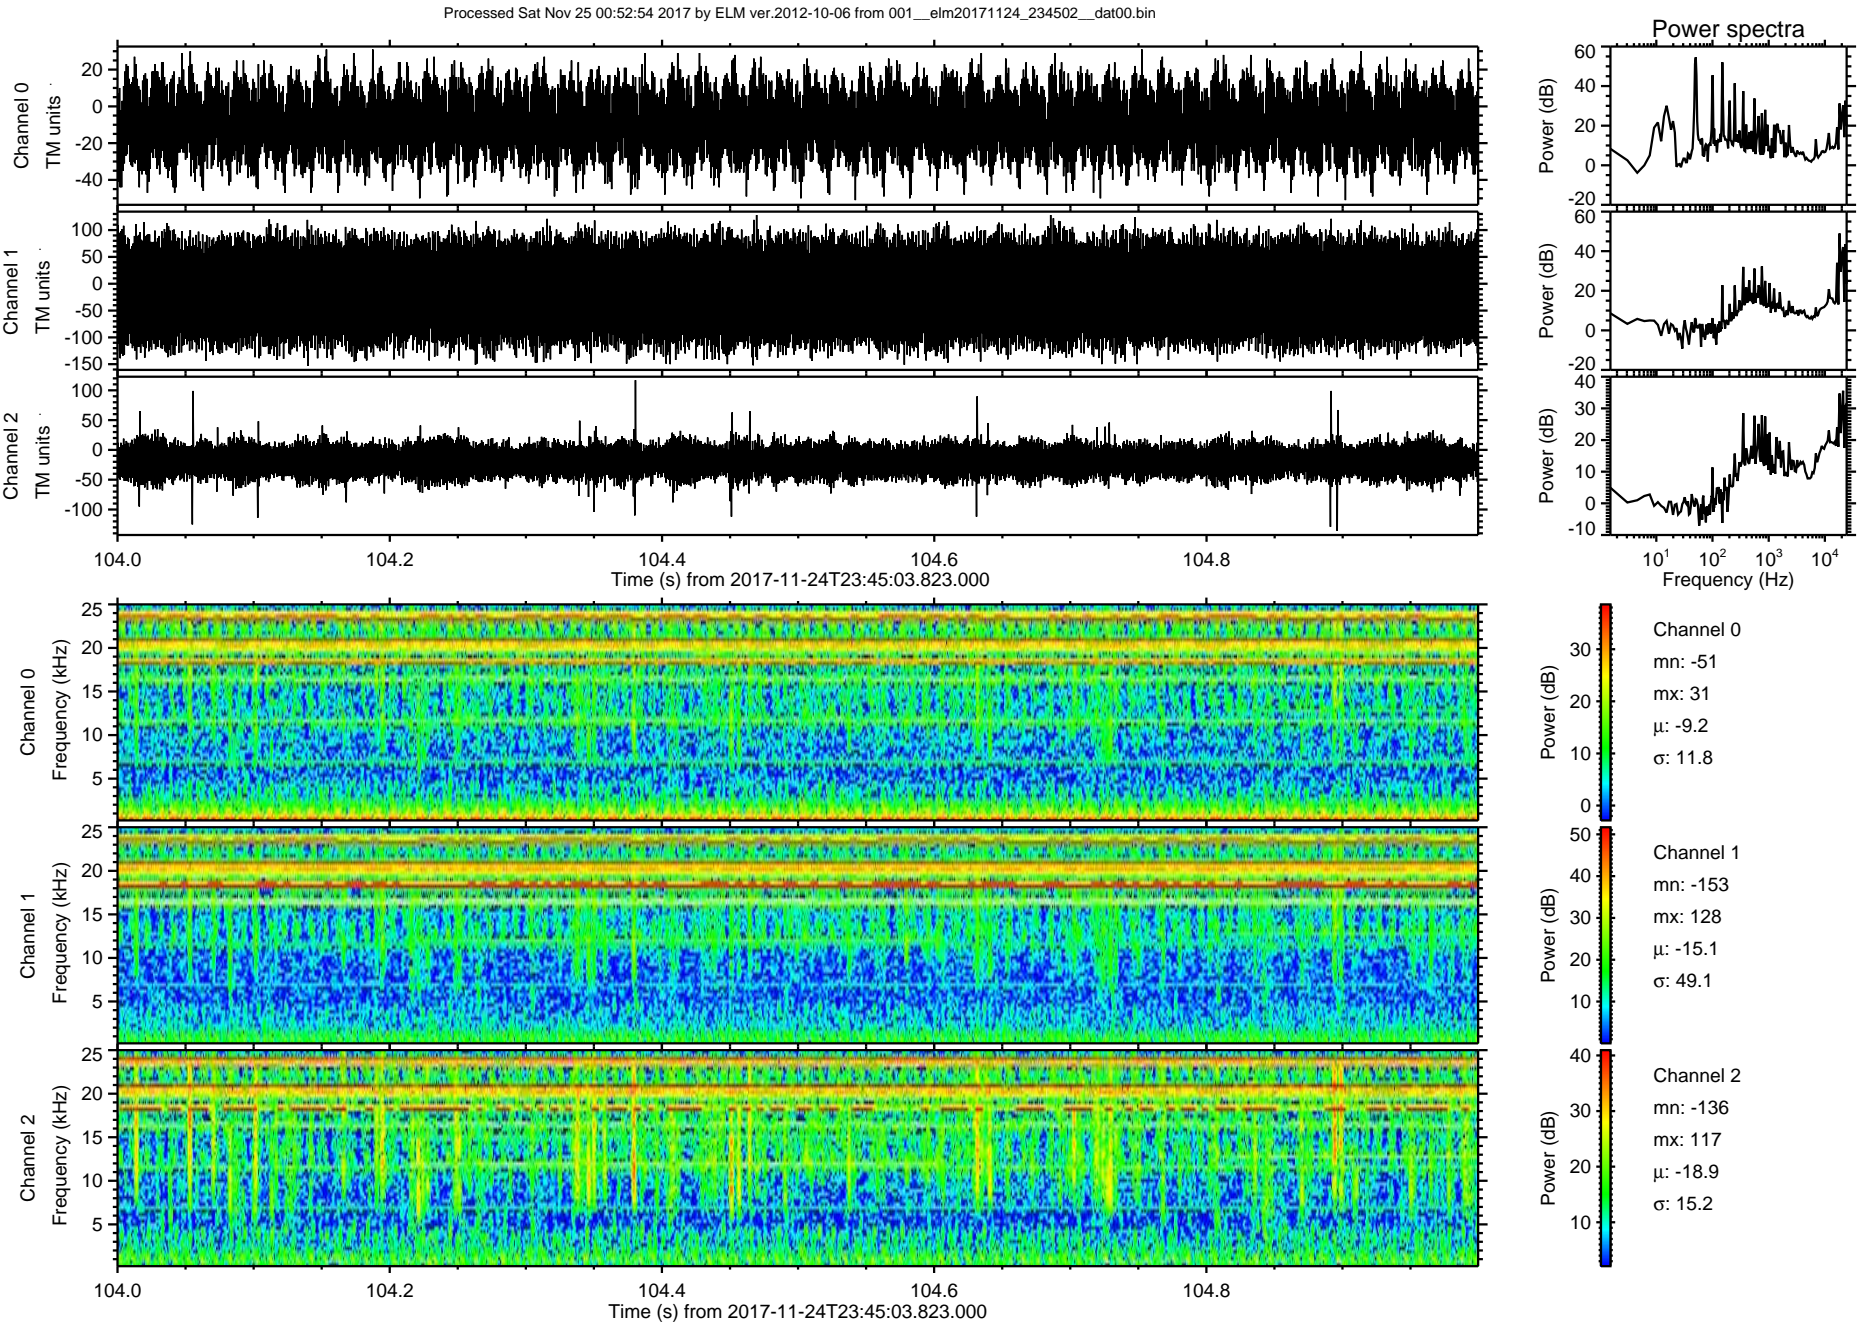 Processed Sat Nov 25 00:52:54 2017 by ELM ver.2012-10-06 from 001__elm20171124_234502__dat00.bin
Power spectra
Channel 0
TM units
20
0
-20
-40
Power (dB)
60
40
20
0
-20
Channel 1
TM units
100
50
0
-50
-100
-150
Power (dB)
60
40
20
0
-20
Channel 2
TM units
100
50
0
-50
-100
Power (dB)
40
30
20
10
0
-10
104.0 104.2 104.4 104.6 104.8
Time (s) from 2017-11-24T23:45:03.823.000
10^1 10^2 10^3 10^4
Frequency (Hz)
Channel 0
Frequency (kHz)
25
20
15
10
5
Power (dB)
30
20
10
0
Channel 0
mn: -51
mx: 31
μ: -9.2
σ: 11.8
Channel 1
Frequency (kHz)
25
20
15
10
5
Power (dB)
50
40
30
20
10
Channel 1
mn: -153
mx: 128
μ: -15.1
σ: 49.1
Channel 2
Frequency (kHz)
25
20
15
10
5
Power (dB)
40
30
20
10
Channel 2
mn: -136
mx: 117
μ: -18.9
σ: 15.2
104.0 104.2 104.4 104.6 104.8
Time (s) from 2017-11-24T23:45:03.823.000